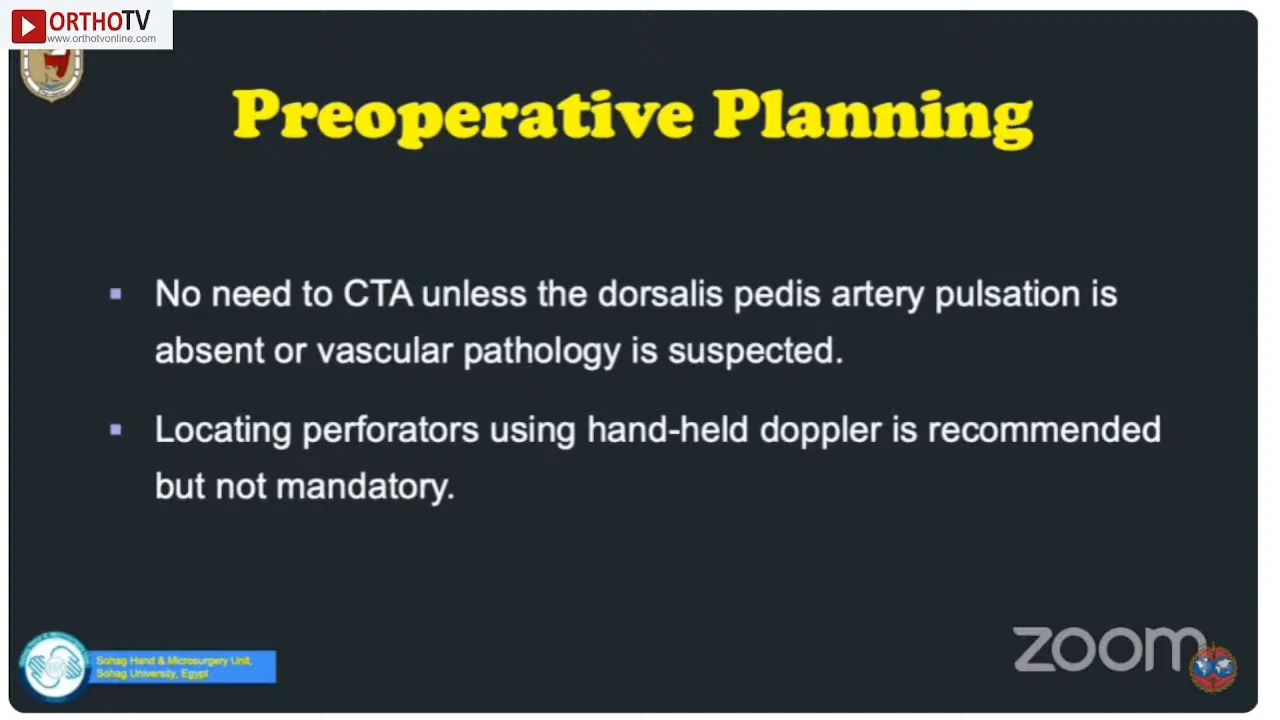 ORTHOTV
www.orthotvonline.com
Preoperative Planning
▪ No need to CTA unless the dorsalis pedis artery pulsation is
absent or vascular pathology is suspected.
▪ Locating perforators using hand-held doppler is recommended
but not mandatory.
Sohag Hand & Microsurgery Unit,
Sohag University, Egypt
zoom